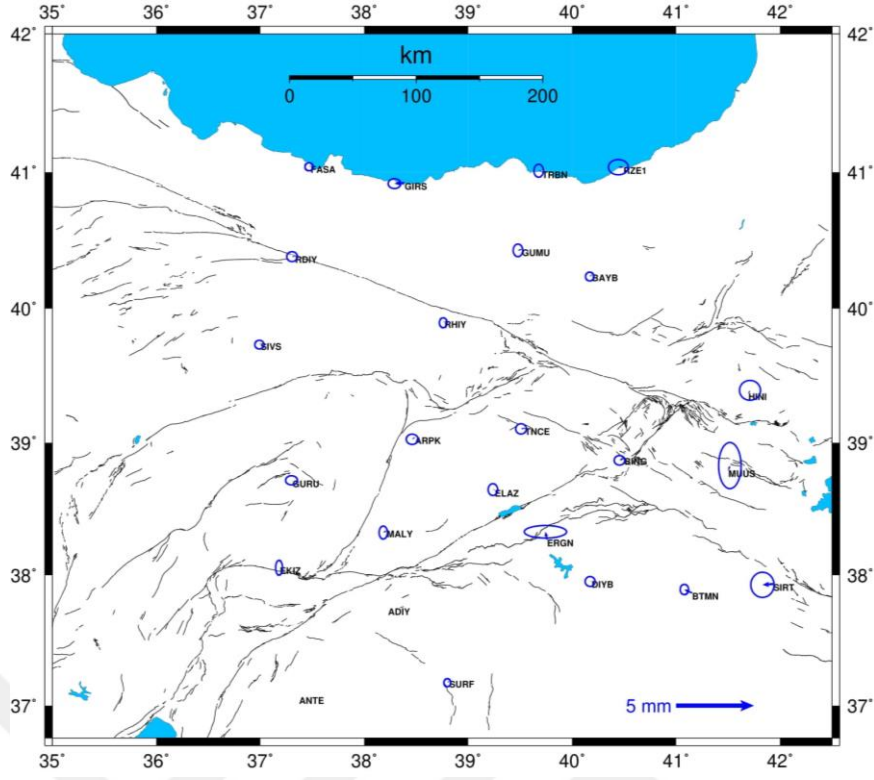 35° 36° 37° 38° 39° 40° 41° 42°
42° 42°
km
0 100 200
41° 41°
FASA GIRS TRBN RZE1
GUMU
RDIY
BAYB
40° 40°
RHIY
SIVS
HINI
39° 39°
ARPK TNCE
BING
MUUS
GURU ELAZ
MALY
ERGN
38° 38°
EKIZ DIYB BTMN SIRT
ADİY
SURF
37° 37°
ANTE
5 mm
35° 36° 37° 38° 39° 40° 41° 42°